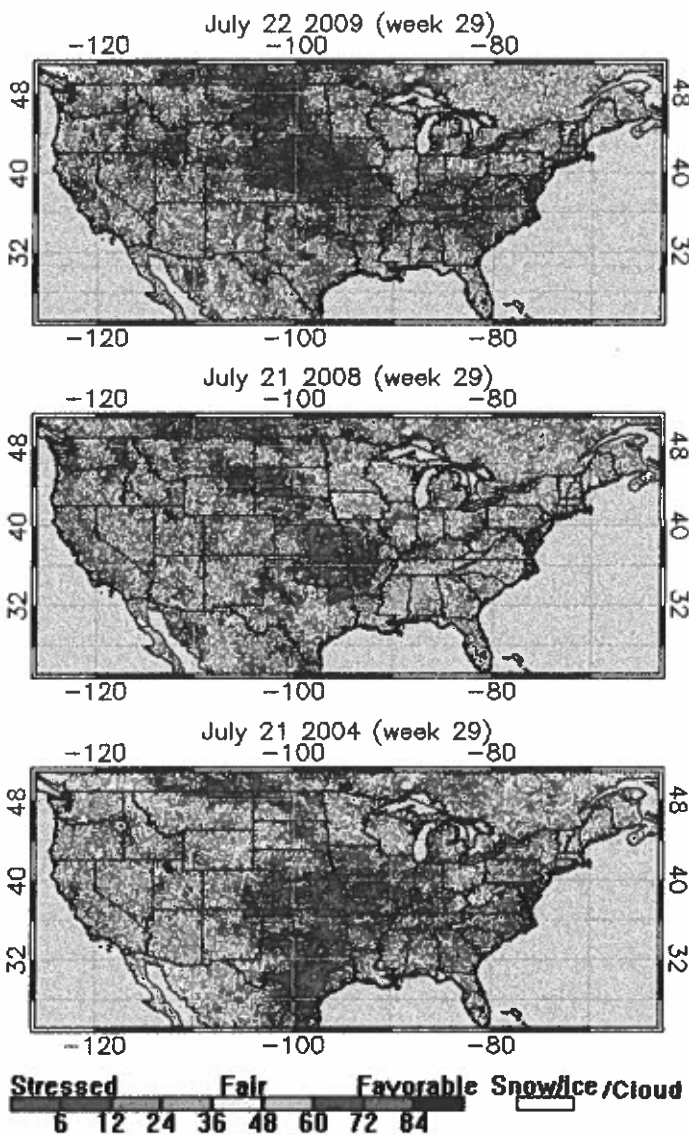 July 22 2009 (week 29)
-120 -100 -80
48 48
40 40
32 32
-120 -100 -80
July 21 2008 (week 29)
-120 -100 -80
48 48
40 40
32 32
-120 -100 -80
July 21 2004 (week 29)
-120 -100 -80
48 48
40 40
32 32
-120 -100 -80
Stressed Fair Favorable Snow/Ice /Cloud
6 12 24 36 48 60 72 84